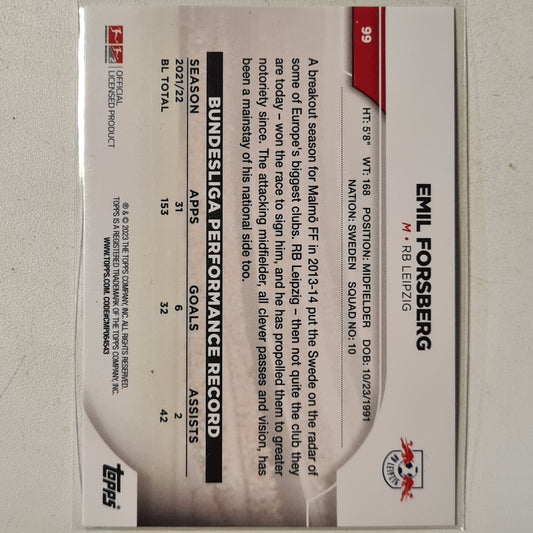 99
EMIL FORSBERG
M • RB LEIPZIG
HT: 5'8" WT: 168 POSITION: MIDFIELDER DOB: 10/23/1991
NATION: SWEDEN SQUAD NO: 10
LEIPZIG
A breakout season for Malmö FF in 2013-14 put the Swede on the radar of
some of Europe's biggest clubs. RB Leipzig – then not quite the club they
are today – won the race to sign him, and he has propelled them to greater
notoriety since. The attacking midfielder, all clever passes and vision, has
been a mainstay of his national side too.
BUNDESLIGA PERFORMANCE RECORD
SEASON APPS GOALS ASSISTS
2021/22 31 6 2
BL TOTAL 153 32 42
OFFICIAL
LICENSED PRODUCT
® & © 2023 THE TOPPS COMPANY, INC. ALL RIGHTS RESERVED.
TOPPS IS A REGISTERED TRADEMARK OF THE TOPPS COMPANY, INC.
WWW.TOPPS.COM. CODE#CMP064543
topps